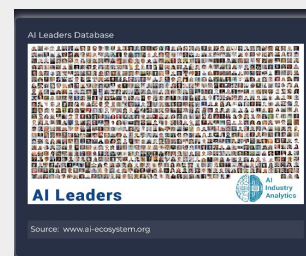 AI Leaders Database
AI Leaders
AI
Industry
Analytics
Source: www.ai-ecosystem.org